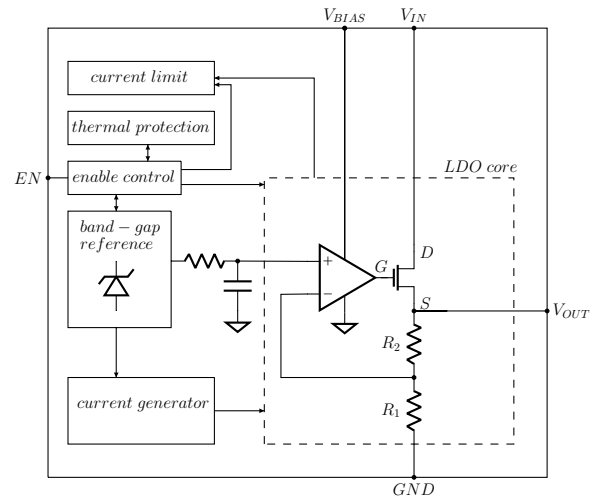 V_BIAS V_IN
current limit
thermal protection
LDO core
EN enable control
band − gap
reference
+
G D
−
S
V_OUT
R_2
current generator
R_1
GND